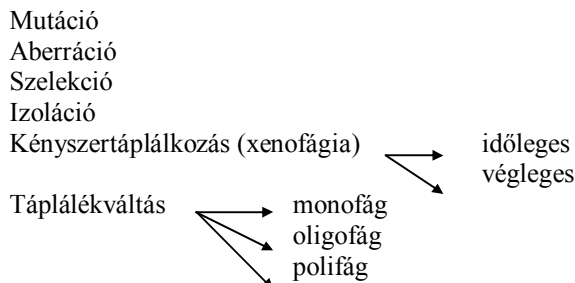 Mutáció
Aberráció
Szelekció
Izoláció
Kényszertáplálkozás (xenofágia) időleges
végleges
Táplálékváltás monofág
oligofág
polifág